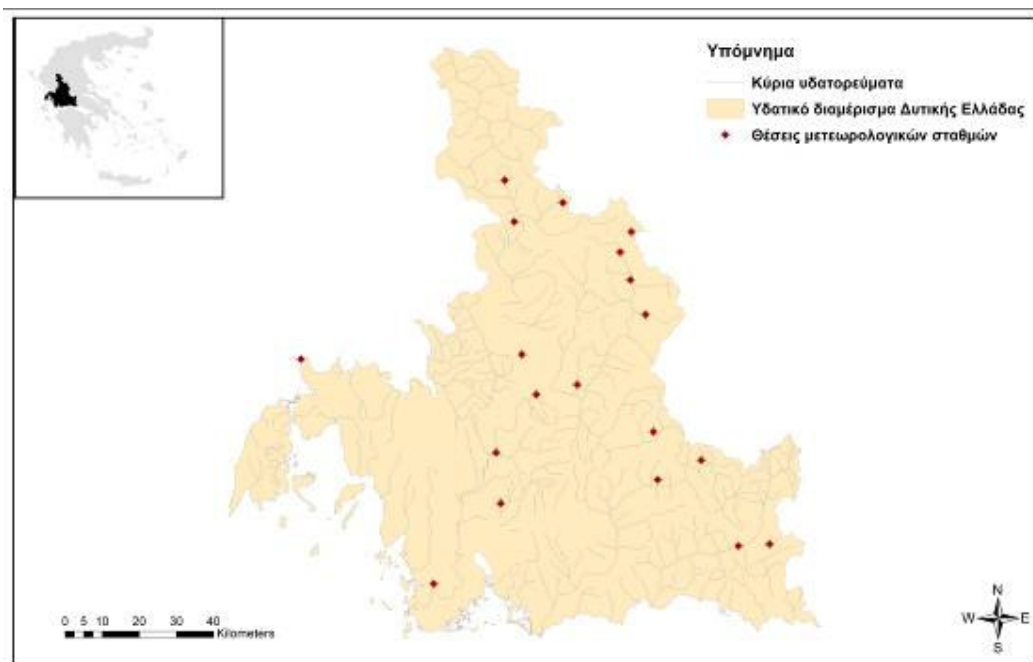 Υπόμνημα
Κύρια υδατορεύματα
Υδατικό διαμέρισμα Δυτικής Ελλάδας
Θέσεις μετεωρολογικών σταθμών
0 5 10 20 30 40
Kilometers
N
W E
S